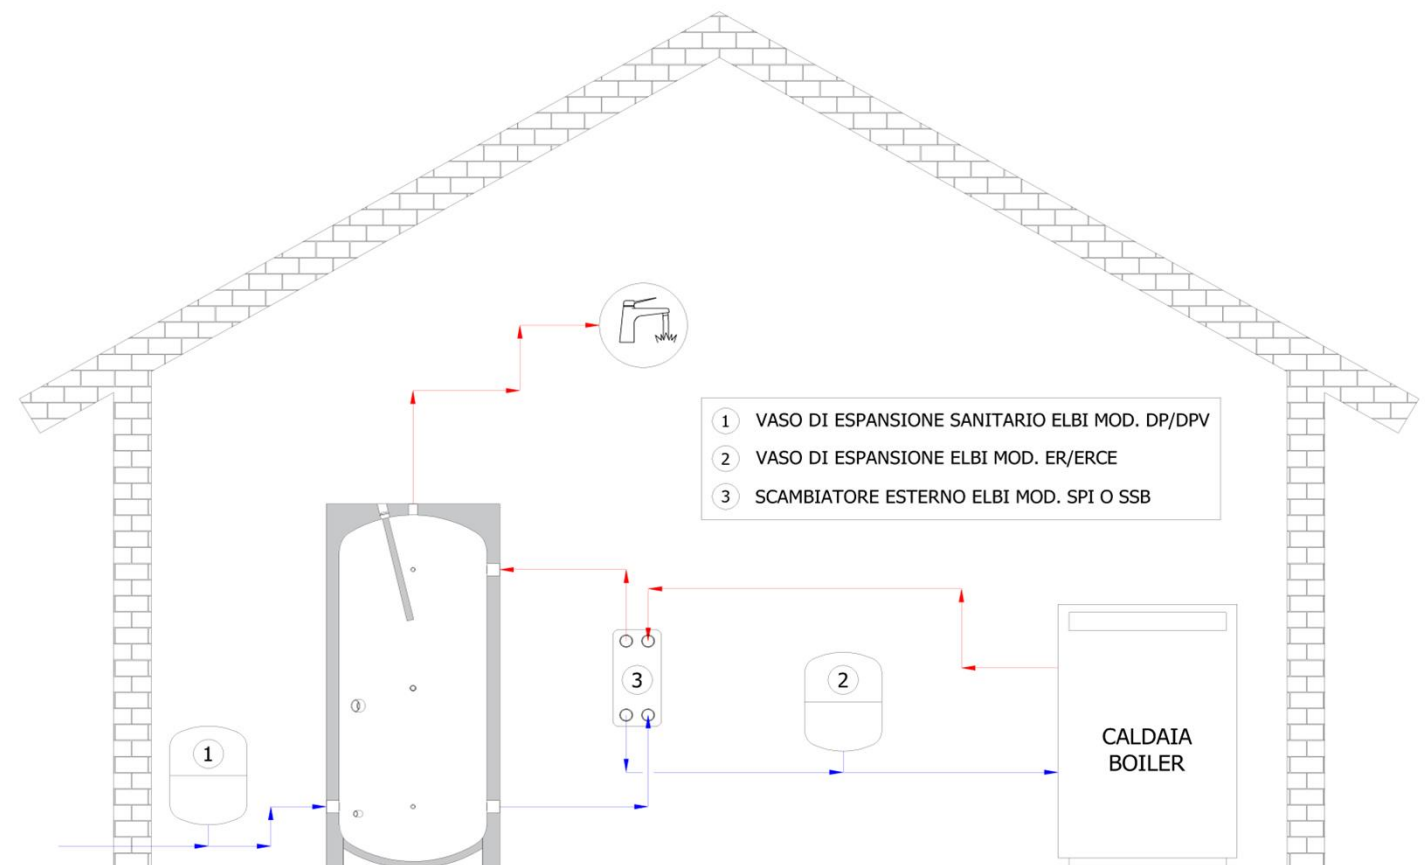 1 VASO DI ESPANSIONE SANITARIO ELBI MOD. DP/DPV
2 VASO DI ESPANSIONE ELBI MOD. ER/ERCE
3 SCAMBIATORE ESTERNO ELBI MOD. SPI O SSB
3
2
1
CALDAIA
BOILER